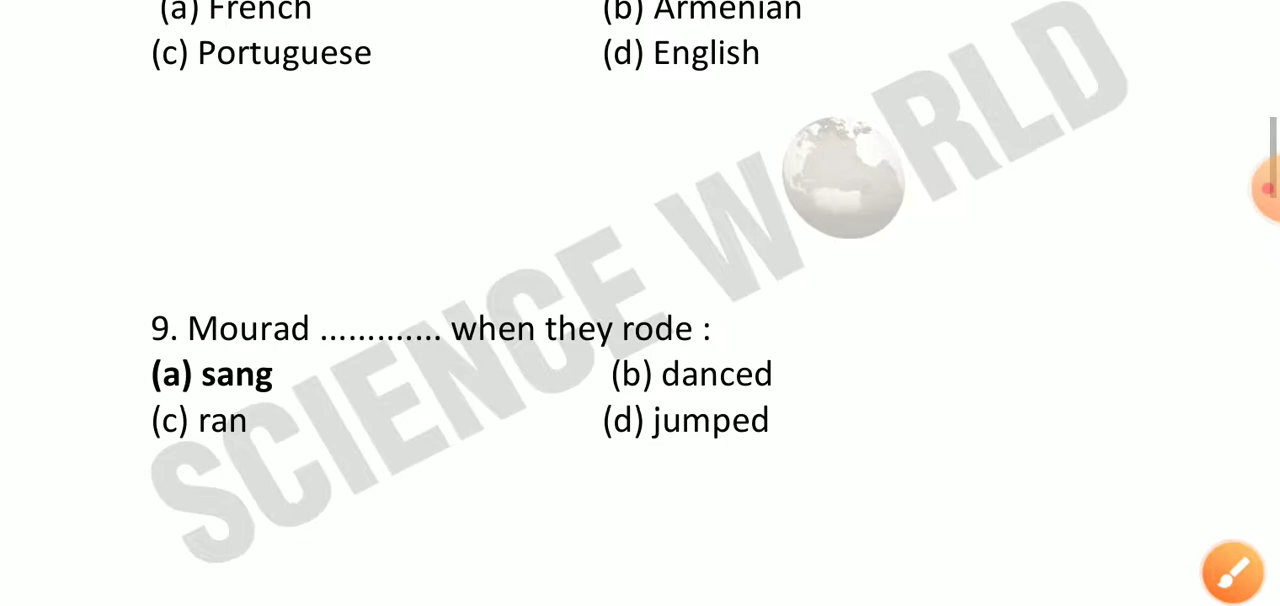 (a) French (b) Armenian
(c) Portuguese (d) English
SCIENCE WORLD
9. Mourad ............. when they rode :
(a) sang (b) danced
(c) ran (d) jumped